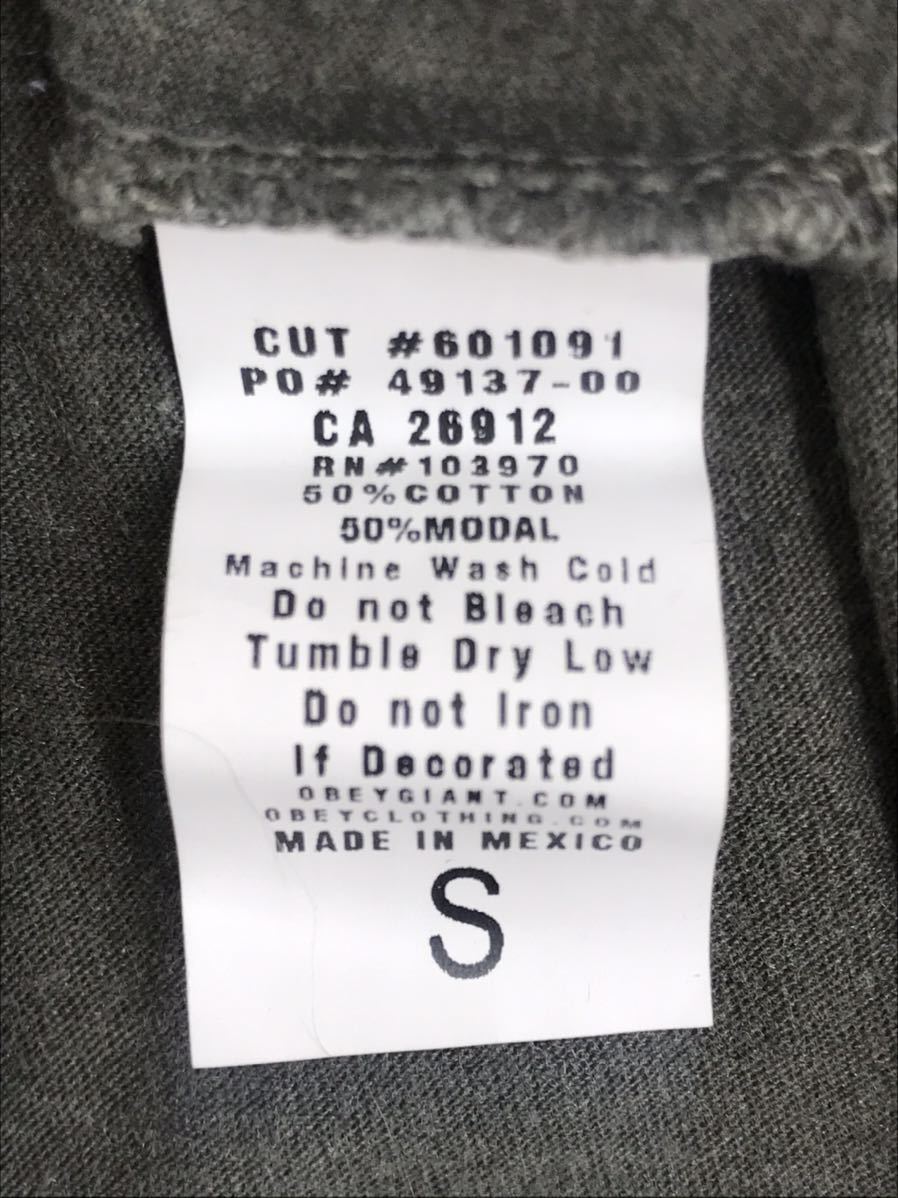 CUT #601091
PO# 49137-00
CA 26912
RN#103970
50%COTTON
50%MODAL
Machine Wash Cold
Do not Bleach
Tumble Dry Low
Do not Iron
If Decorated
OBEYGIANT.COM
OBEYCLOTHING.COM
MADE IN MEXICO
S